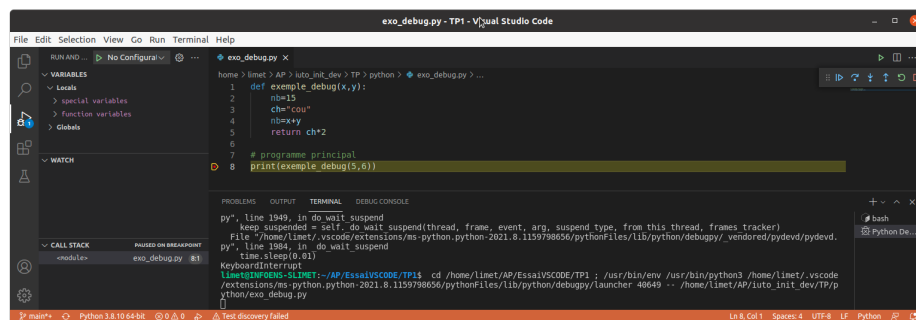 exo_debug.py - TP1 - Visual Studio Code
File Edit Selection View Go Run Terminal Help
RUN AND ... No Configurat
exo_debug.py
VARIABLES
Locals
special variables
function variables
Globals
WATCH
CALL STACK PAUSED ON BREAKPOINT
<module> exo_debug.py 8:1
home > limet > AP > iuto_init_dev > TP > python > exo_debug.py > ...
1 def exemple_debug(x,y):
2 nb=15
3 ch="cou"
4 nb=x+y
5 return ch*2
6
7 # programme principal
8 print(exemple_debug(5,6))
PROBLEMS OUTPUT TERMINAL DEBUG CONSOLE
py", line 1949, in do_wait_suspend
keep_suspended = self._do_wait_suspend(thread, frame, event, arg, suspend_type, from_this_thread, frames_tracker)
File "/home/limet/.vscode/extensions/ms-python.python-2021.8.1159798656/pythonFiles/lib/python/debugpy/_vendored/pydevd/pydevd.
py", line 1984, in _do_wait_suspend
time.sleep(0.01)
KeyboardInterrupt
limet@INFOENS-SLIMET:~/AP/EssaiVSCODE/TP1$ cd /home/limet/AP/EssaiVSCODE/TP1 ; /usr/bin/env /usr/bin/python3 /home/limet/.vscode
/extensions/ms-python.python-2021.8.1159798656/pythonFiles/lib/python/debugpy/launcher 40649 -- /home/limet/AP/iuto_init_dev/TP/p
ython/exo_debug.py
bash
Python De...
main*+ Python 3.8.10 64-bit 0 0 Test discovery failed Ln 8, Col 1 Spaces: 4 UTF-8 LF Python